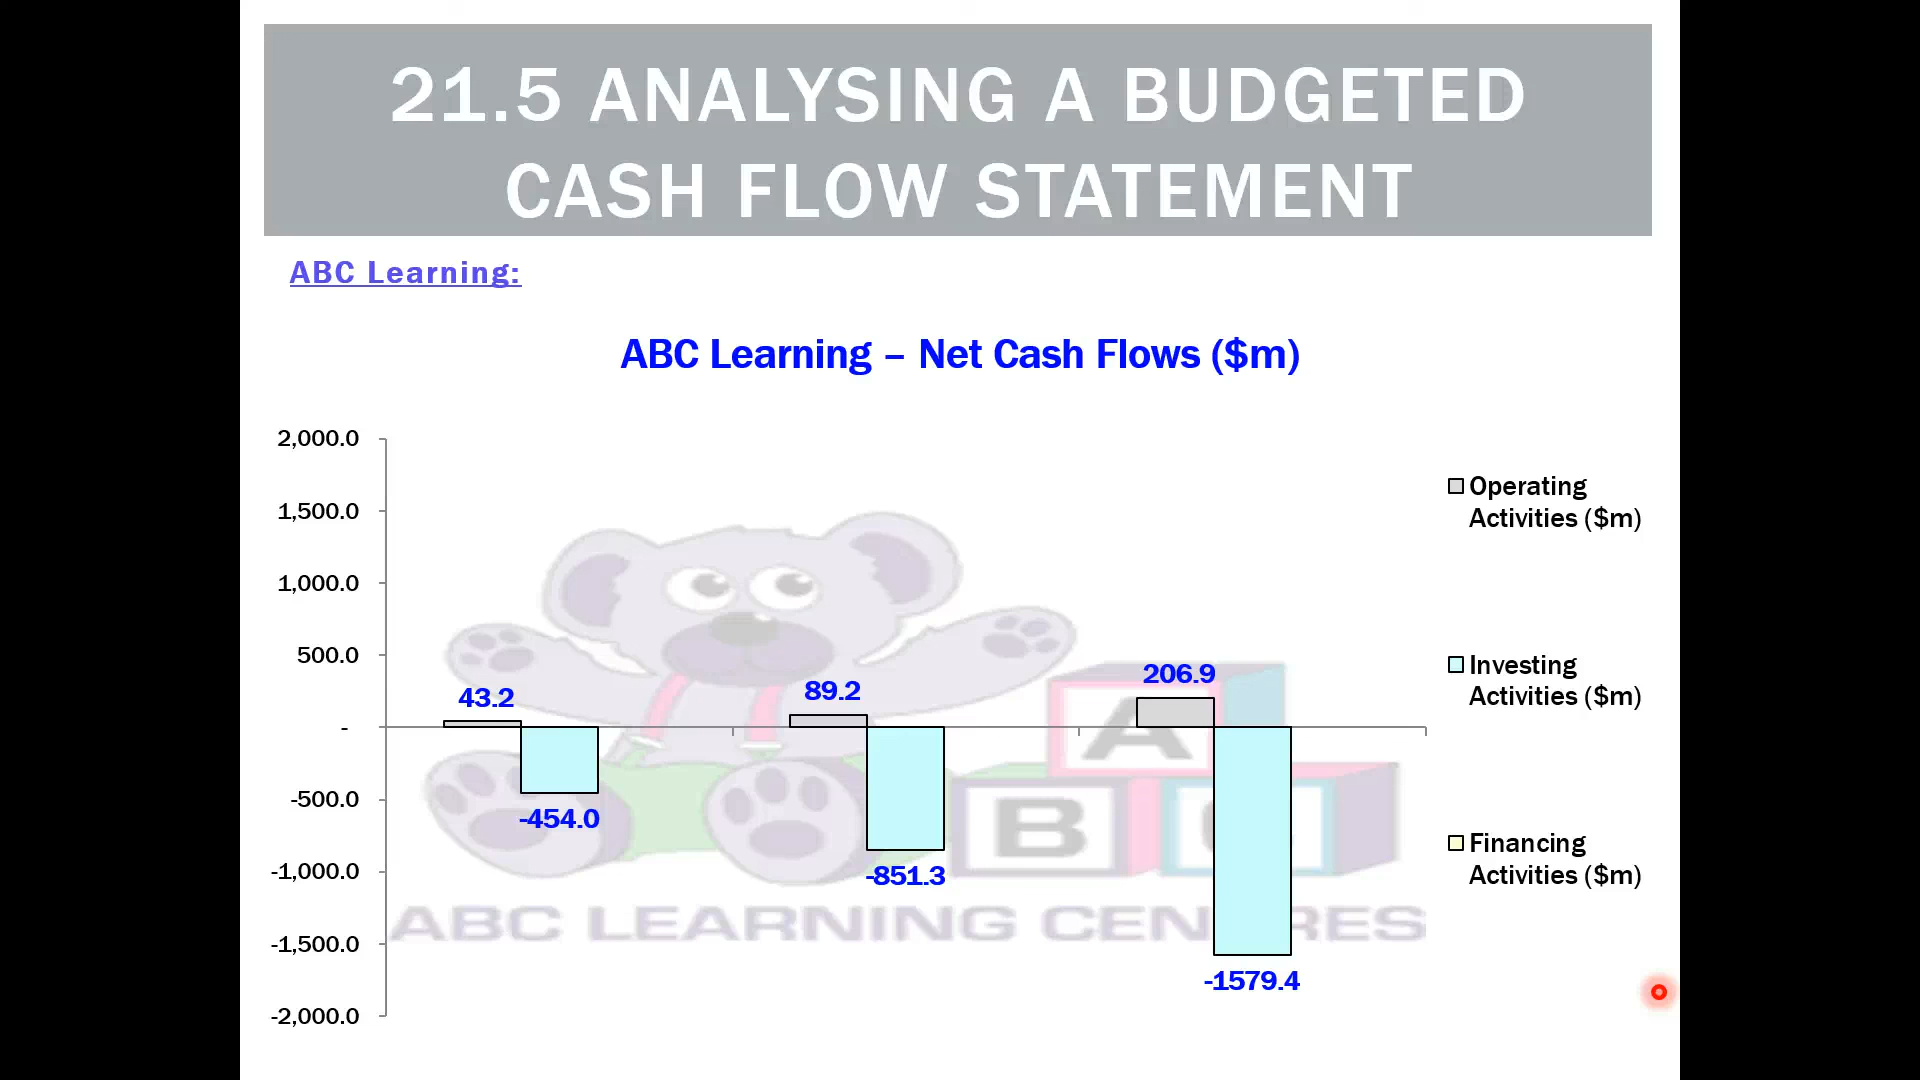 21.5 ANALYSING A BUDGETED
CASH FLOW STATEMENT
ABC Learning:
ABC Learning – Net Cash Flows ($m)
2,000.0
1,500.0
1,000.0
500.0
-
-500.0
-1,000.0
-1,500.0
-2,000.0
43.2
-454.0
89.2
-851.3
206.9
-1579.4
Operating
Activities ($m)
Investing
Activities ($m)
Financing
Activities ($m)
A
B
ABC LEARNING CEN RES